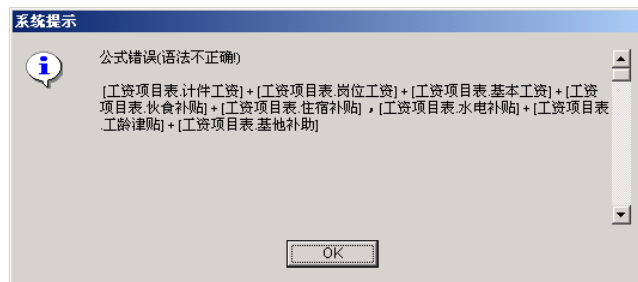 系统提示
公式错误(语法不正确!)
[工资项目表.计件工资] + [工资项目表.岗位工资] + [工资项目表.基本工资] + [工资
项目表.伙食补贴] + [工资项目表.住宿补贴] ，[工资项目表.水电补贴] + [工资项目表
.工龄津贴] + [工资项目表.基他补助]
OK